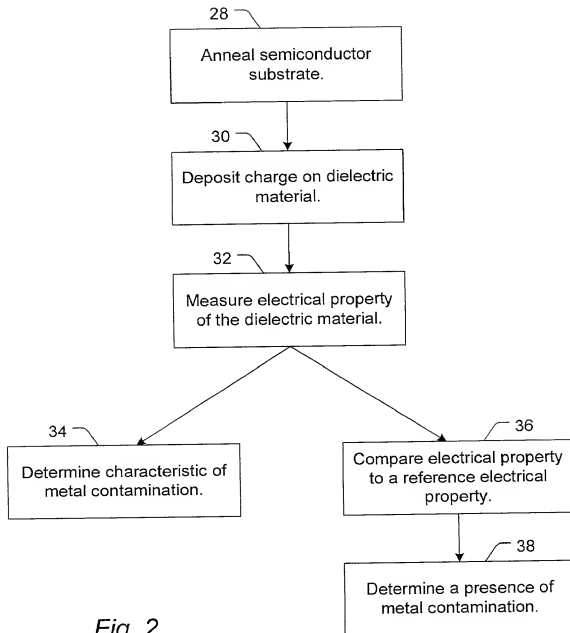 28
Anneal semiconductor
substrate.
30
Deposit charge on dielectric
material.
32
Measure electrical property
of the dielectric material.
34
Determine characteristic of
metal contamination.
36
Compare electrical property
to a reference electrical
property.
38
Determine a presence of
metal contamination.
Fig. 2